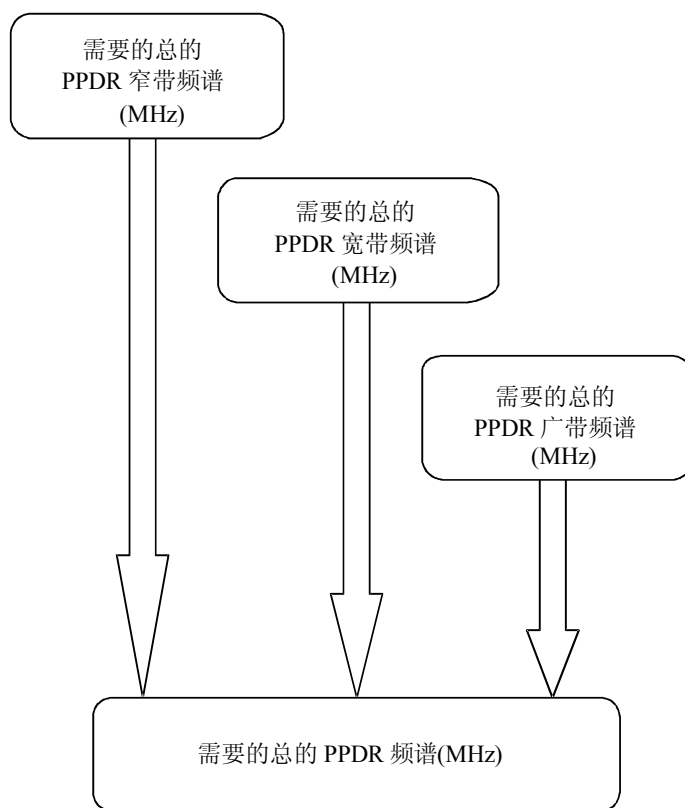 需要的总的
PPDR 窄带频谱
(MHz)
需要的总的
PPDR 宽带频谱
(MHz)
需要的总的
PPDR 广带频谱
(MHz)
需要的总的 PPDR 频谱(MHz)